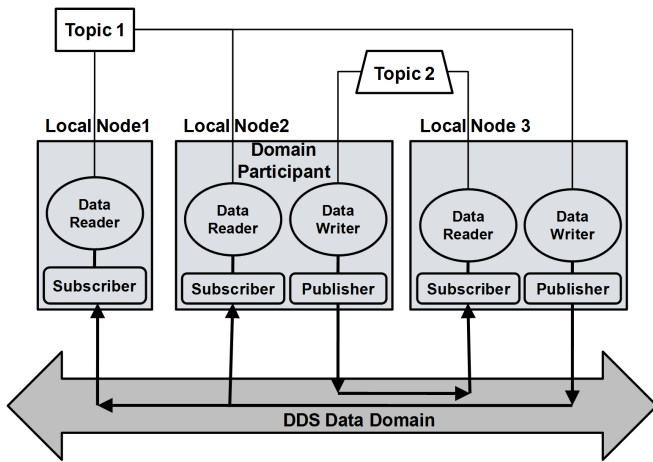 Topic 1
Topic 2
Local Node1
Local Node2
Local Node 3
Domain
Participant
Data
Reader
Data
Reader
Data
Writer
Data
Reader
Data
Writer
Subscriber
Subscriber
Publisher
Subscriber
Publisher
DDS Data Domain